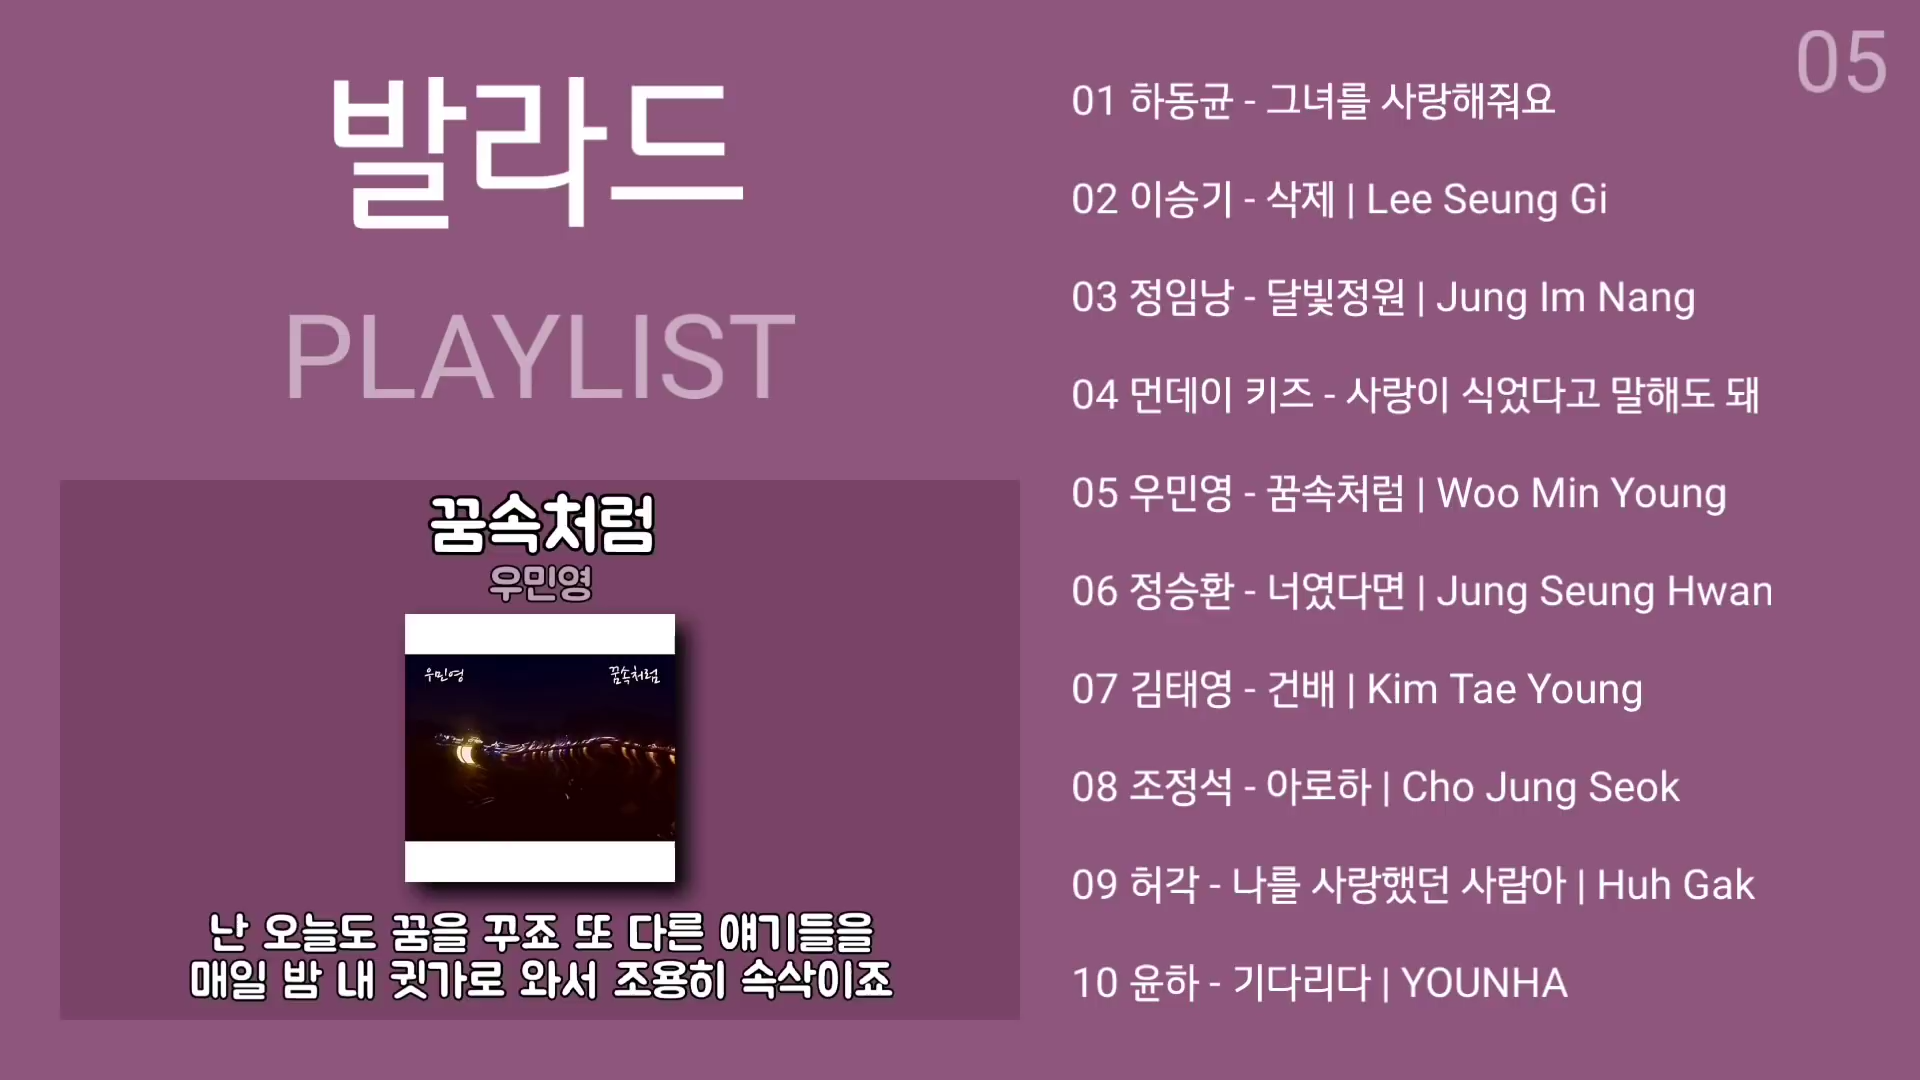 발라드
PLAYLIST
꿈속처럼
우민영
우민영
꿈속처럼
난 오늘도 꿈을 꾸죠 또 다른 얘기들을
매일 밤 내 귓가로 와서 조용히 속삭이죠
05
01 하동균 - 그녀를 사랑해줘요
02 이승기 - 삭제 | Lee Seung Gi
03 정임낭 - 달빛정원 | Jung Im Nang
04 먼데이 키즈 - 사랑이 식었다고 말해도 돼
05 우민영 - 꿈속처럼 | Woo Min Young
06 정승환 - 너였다면 | Jung Seung Hwan
07 김태영 - 건배 | Kim Tae Young
08 조정석 - 아로하 | Cho Jung Seok
09 허각 - 나를 사랑했던 사람아 | Huh Gak
10 윤하 - 기다리다 | YOUNHA